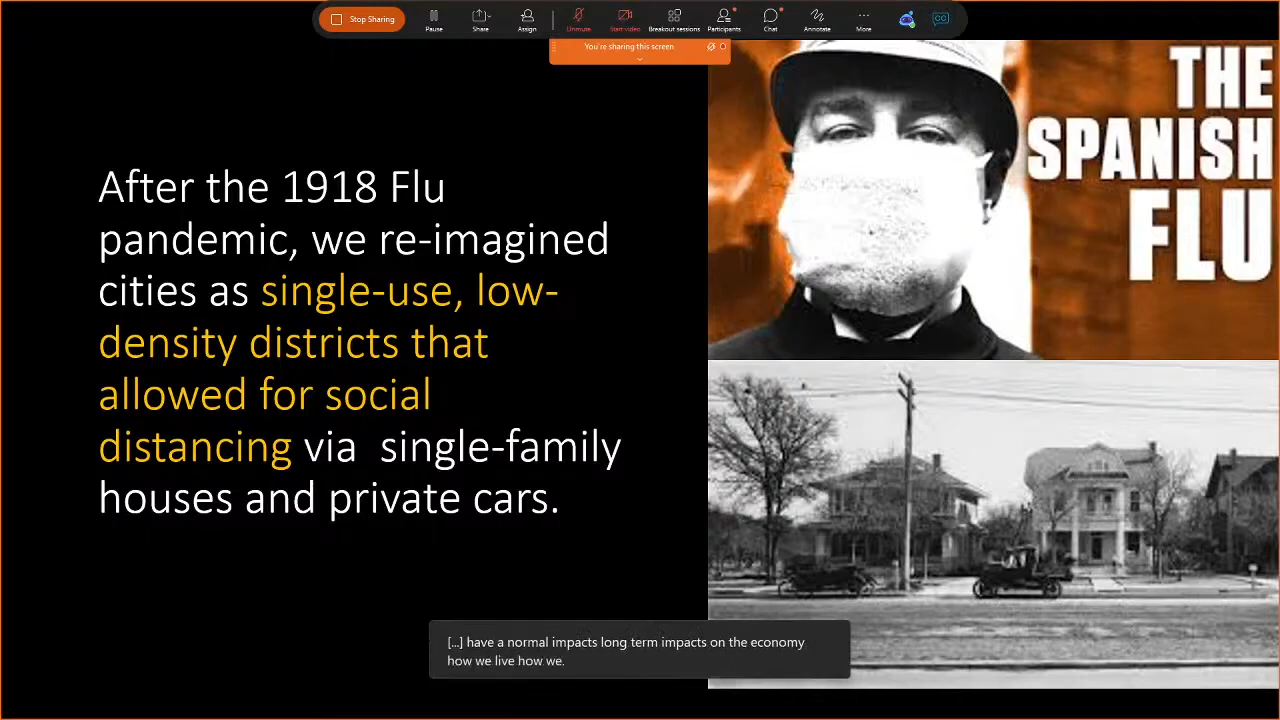 Stop Sharing
Pause
Share
Assign
Unmute
Start video
Breakout sessions
Participants
Chat
Annotate
More
CC
You're sharing this screen
After the 1918 Flu
pandemic, we re-imagined
cities as single-use, low-
density districts that
allowed for social
distancing via  single-family
houses and private cars.
THE
SPANISH
FLU
[...] have a normal impacts long term impacts on the economy
how we live how we.